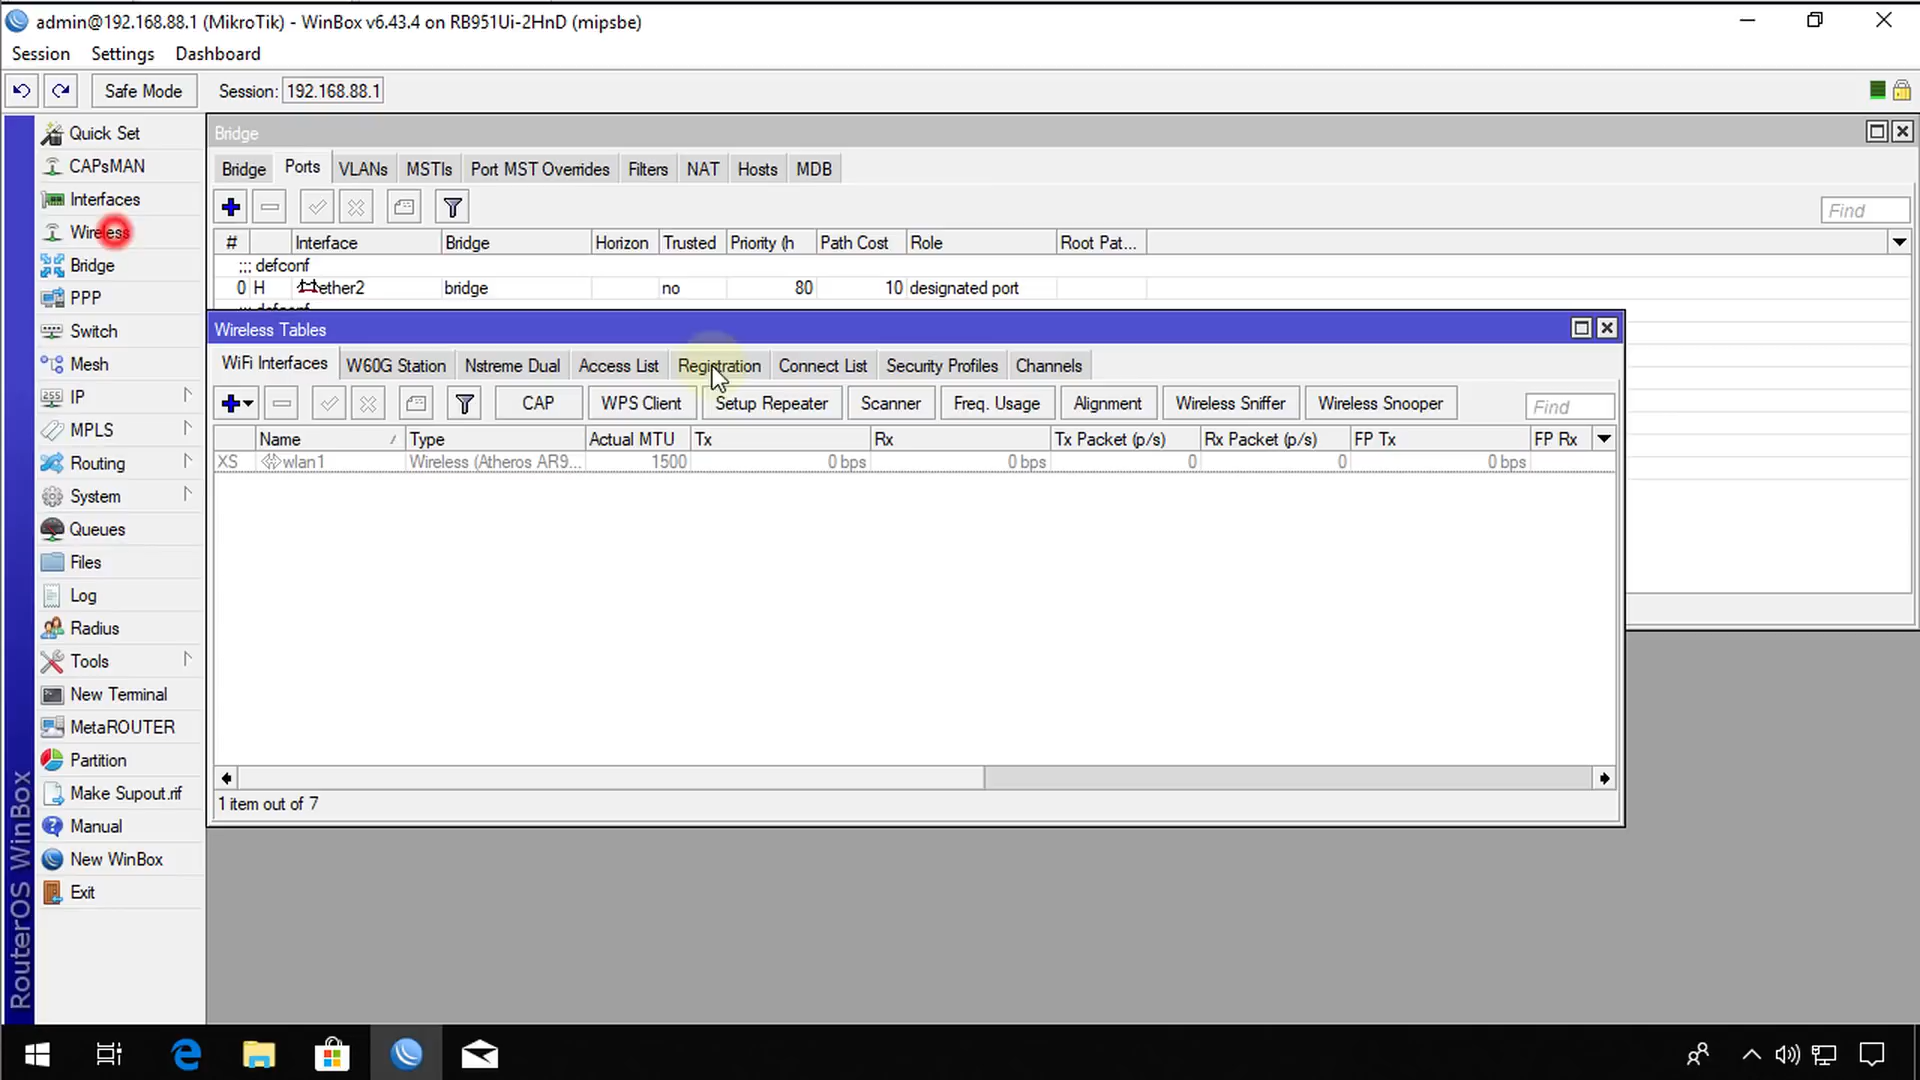 admin@192.168.88.1 (MikroTik) - WinBox v6.43.4 on RB951Ui-2HnD (mipsbe)
Session Settings Dashboard
Safe Mode Session: 192.168.88.1
Quick Set
CAPsMAN
Interfaces
Wireless
Bridge
PPP
Switch
Mesh
IP
MPLS
Routing
System
Queues
Files
Log
Radius
Tools
New Terminal
MetaROUTER
Partition
Make Supout.rif
Manual
New WinBox
Exit
RouterOS WinBox
Bridge
Bridge Ports VLANs MSTIs Port MST Overrides Filters NAT Hosts MDB
Find
# Interface Bridge Horizon Trusted Priority (h Path Cost Role Root Pat...
;;; defconf
0 H ether2 bridge no 80 10 designated port
;;; defconf
Wireless Tables
WiFi Interfaces W60G Station Nstreme Dual Access List Registration Connect List Security Profiles Channels
CAP WPS Client Setup Repeater Scanner Freq. Usage Alignment Wireless Sniffer Wireless Snooper Find
Name / Type Actual MTU Tx Rx Tx Packet (p/s) Rx Packet (p/s) FP Tx FP Rx
XS wlan1 Wireless (Atheros AR9... 1500 0 bps 0 bps 0 0 0 bps
1 item out of 7